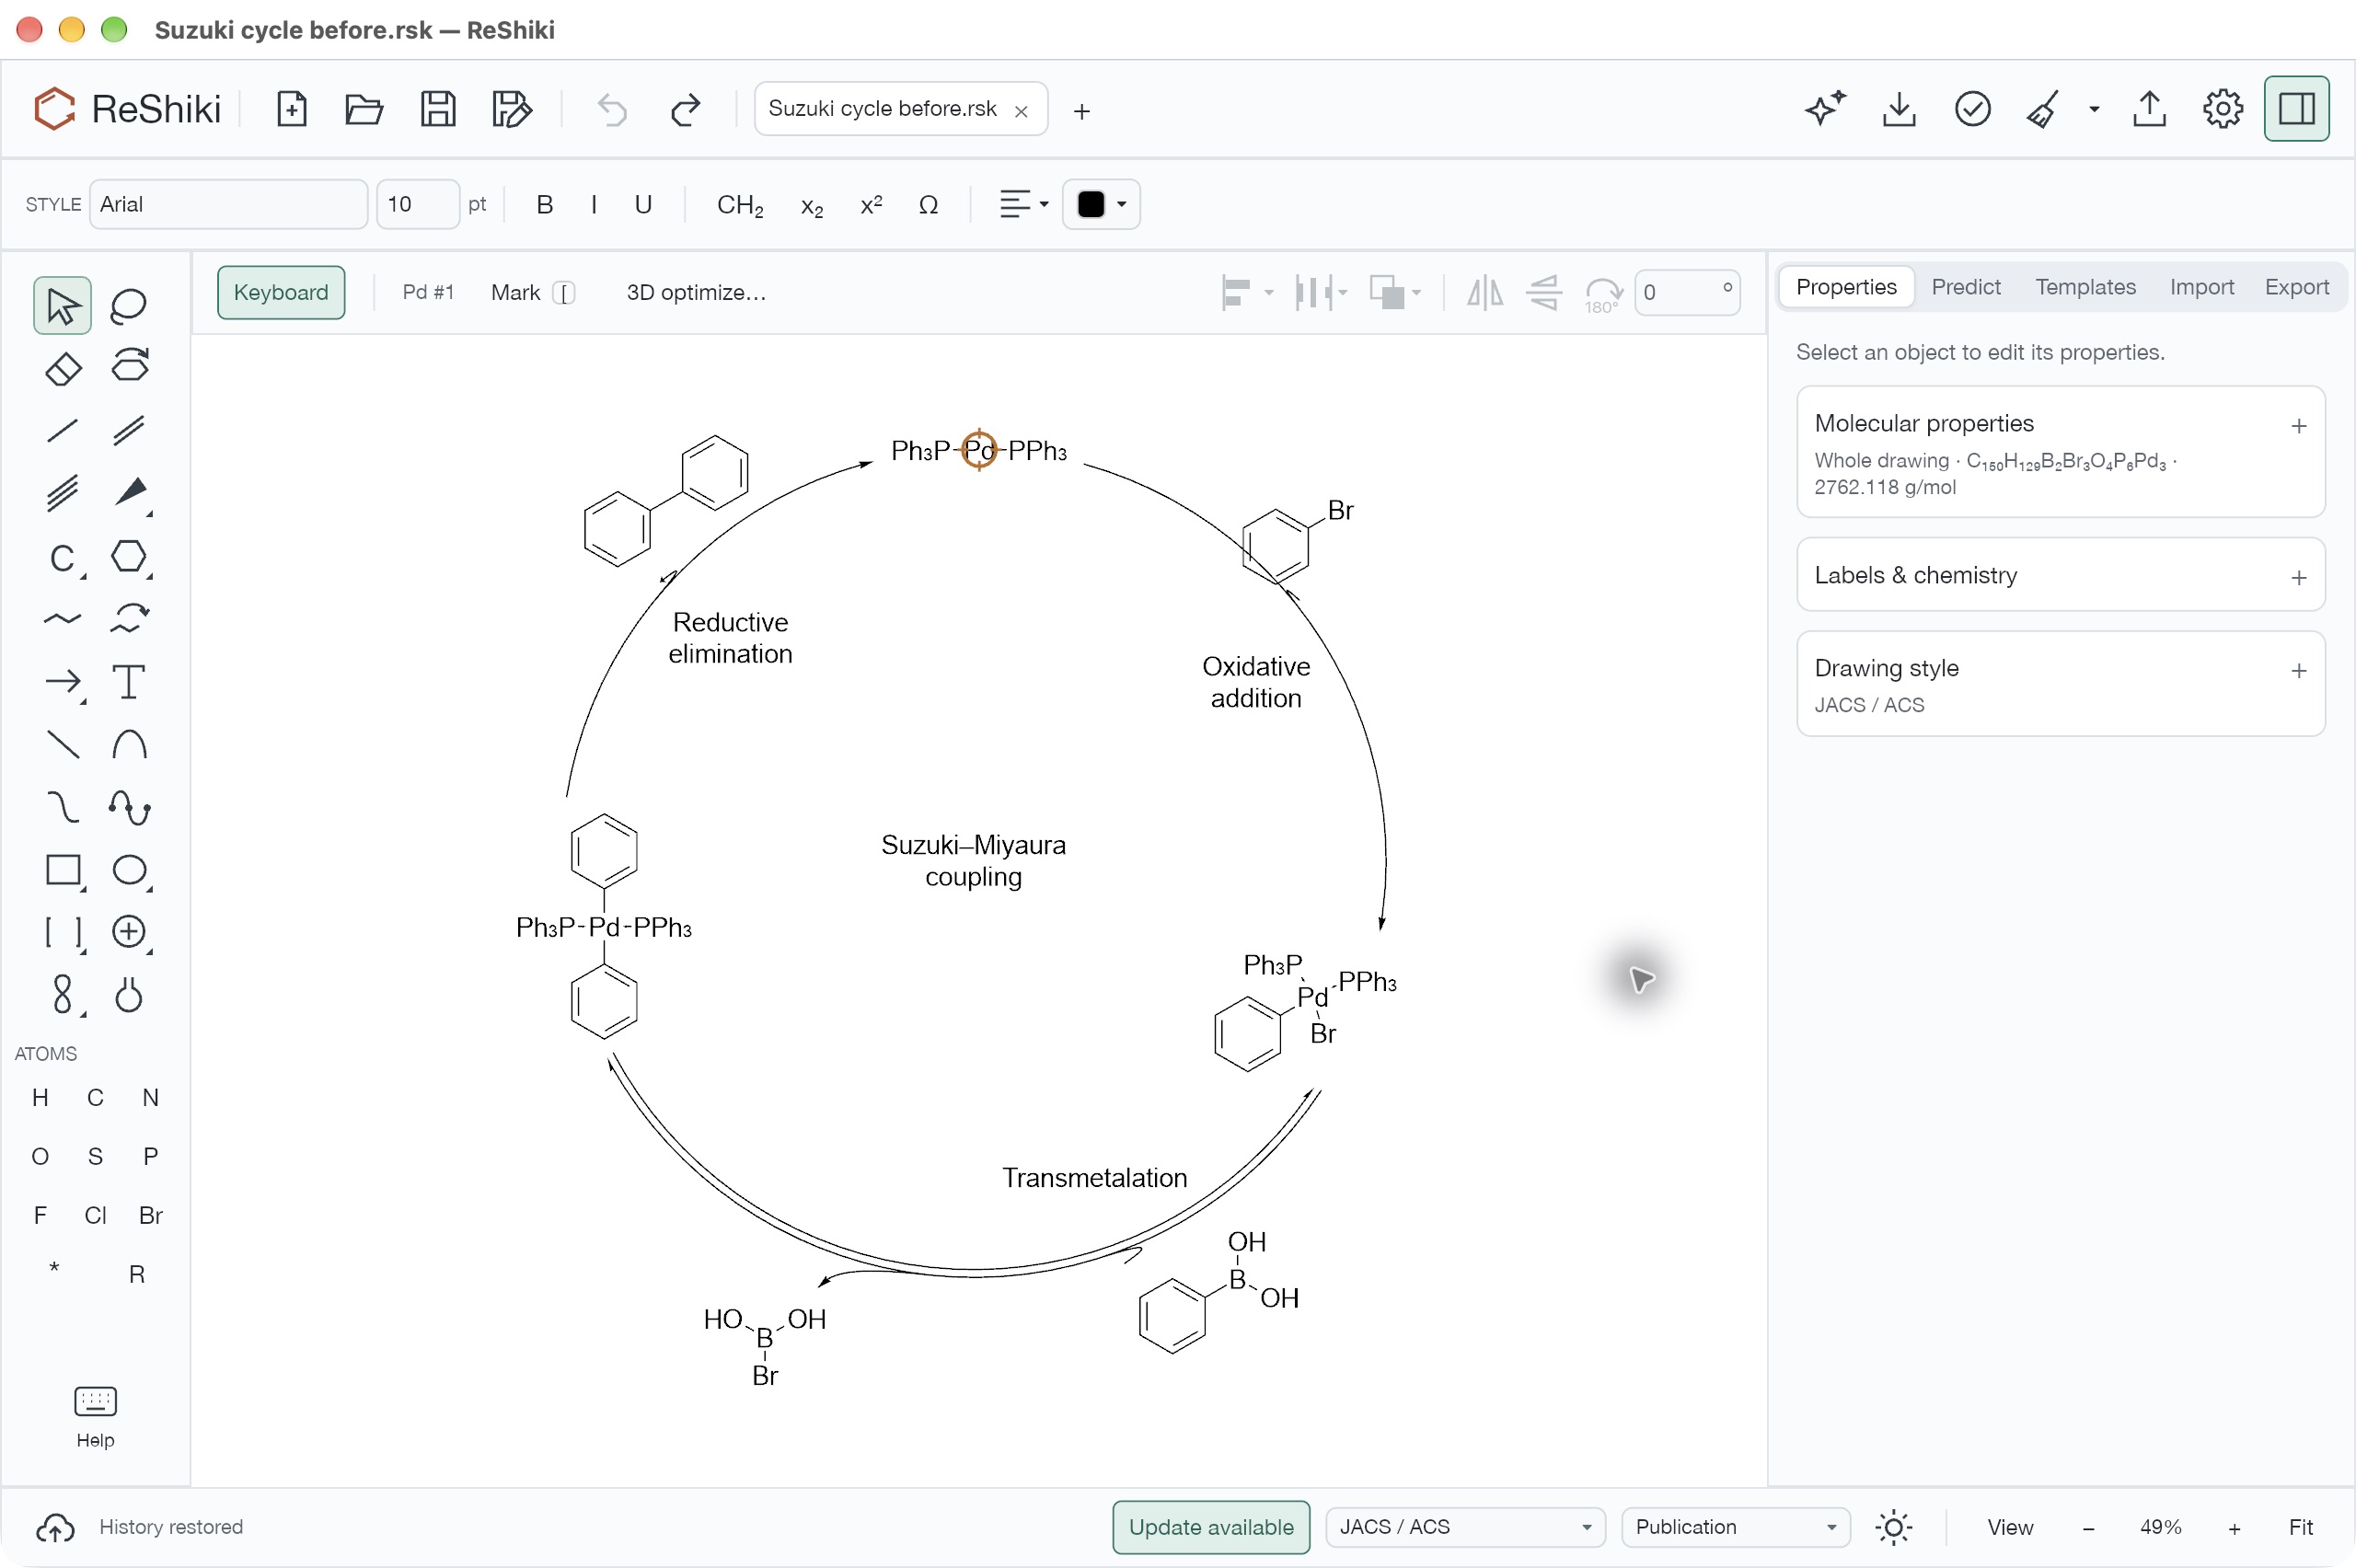 Suzuki cycle before.rsk — ReShiki
ReShiki
Suzuki cycle before.rsk ×
+
STYLE Arial 10 pt B I U CH₂ x₂ x² Ω
Keyboard Pd #1 Mark [ 3D optimize…
180° 0 °
Properties Predict Templates Import Export
Select an object to edit its properties.
Molecular properties +
Whole drawing · C₁₅₀H₁₂₉B₂Br₃O₄P₆Pd₃ ·
2762.118 g/mol
Labels & chemistry +
Drawing style +
JACS / ACS
C
T
[ ]
ATOMS
H C N
O S P
F Cl Br
* R
Help
Ph₃P-Pd-PPh₃
Br
Reductive
elimination
Oxidative
addition
Suzuki–Miyaura
coupling
Ph₃P-Pd-PPh₃
Ph₃P
PPh₃
Pd
Br
Transmetalation
OH
B
OH
HO OH
B
Br
History restored
Update available
JACS / ACS
Publication
View − 49% + Fit